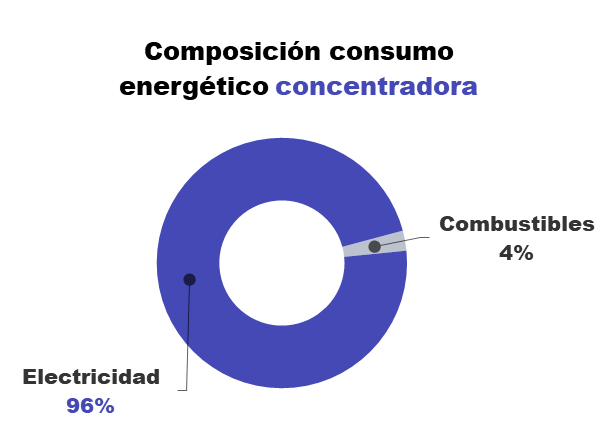 Composición consumo
energético concentradora
Combustibles
4%
Electricidad
96%